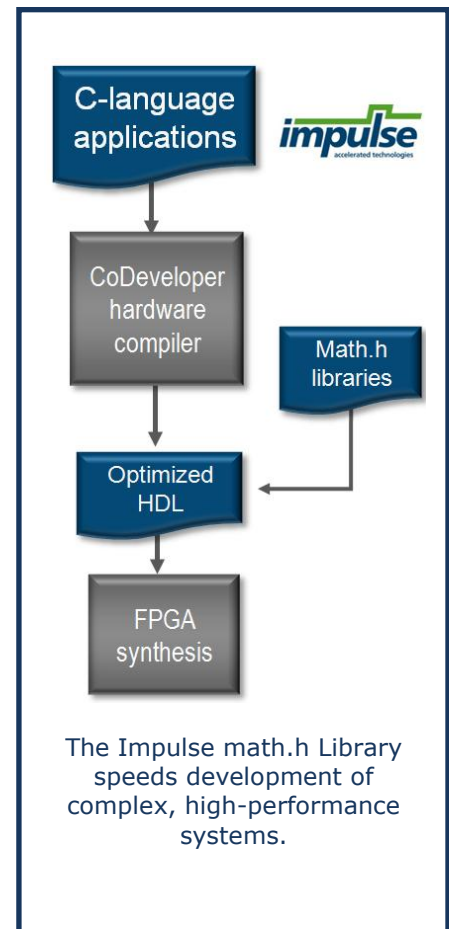 C-language
applications
impulse
accelerated technologies
CoDeveloper
hardware
compiler
Math.h
libraries
Optimized
HDL
FPGA
synthesis
The Impulse math.h Library
speeds development of
complex, high-performance
systems.